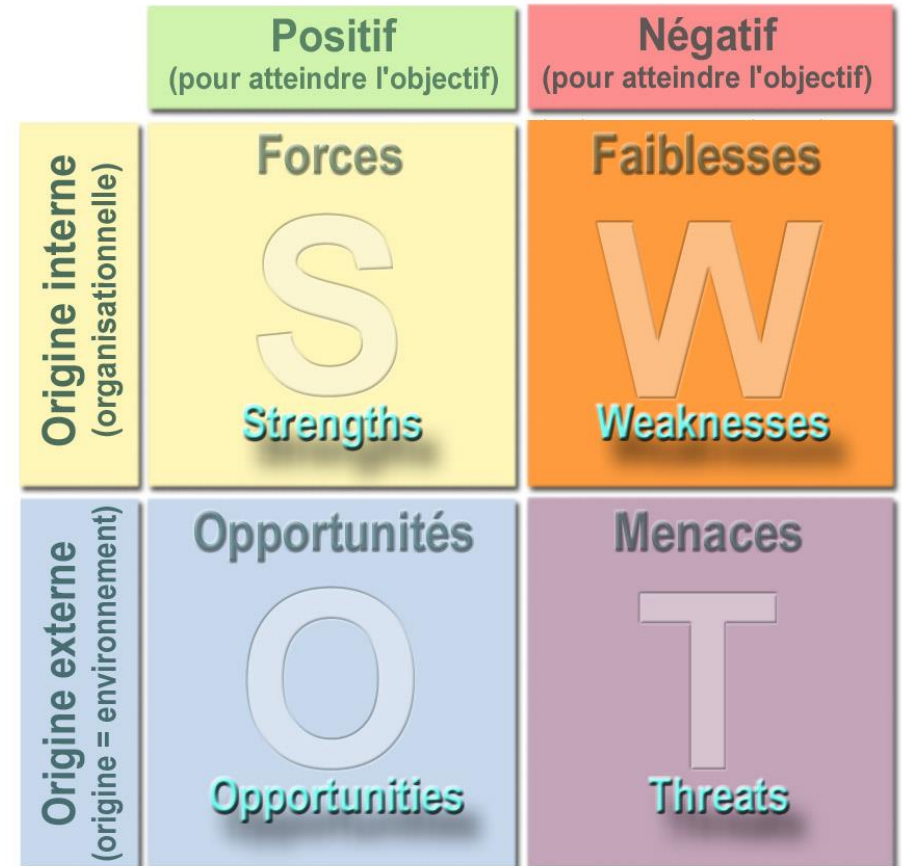 Positif
(pour atteindre l'objectif)
Négatif
(pour atteindre l'objectif)
Origine interne
(organisationnelle)
Forces
S
Strengths
Faiblesses
W
Weaknesses
Origine externe
(origine = environnement)
Opportunités
O
Opportunities
Menaces
T
Threats